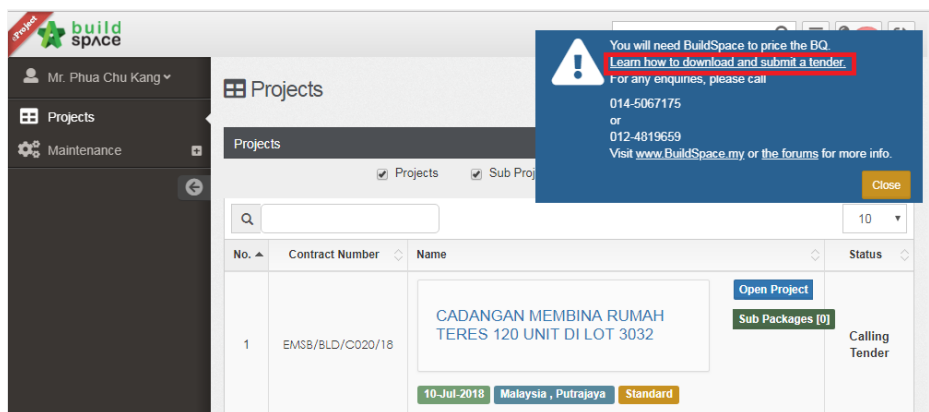 eProject
build
space
Mr. Phua Chu Kang
Projects
Maintenance
Projects
You will need BuildSpace to price the BQ.
Learn how to download and submit a tender.
For any enquines, please call
014-5067175
or
012-4819659
Visit www.BuildSpace.my or the forums for more info.
Close
Projects
Projects
Sub Proj
10
No.
Contract Number
Name
Status
1
EMSB/BLD/C020/18
CADANGAN MEMBINA RUMAH
TERES 120 UNIT DI LOT 3032
Open Project
Sub Packages [0]
Calling
Tender
10-Jul-2018
Malaysia , Putrajaya
Standard